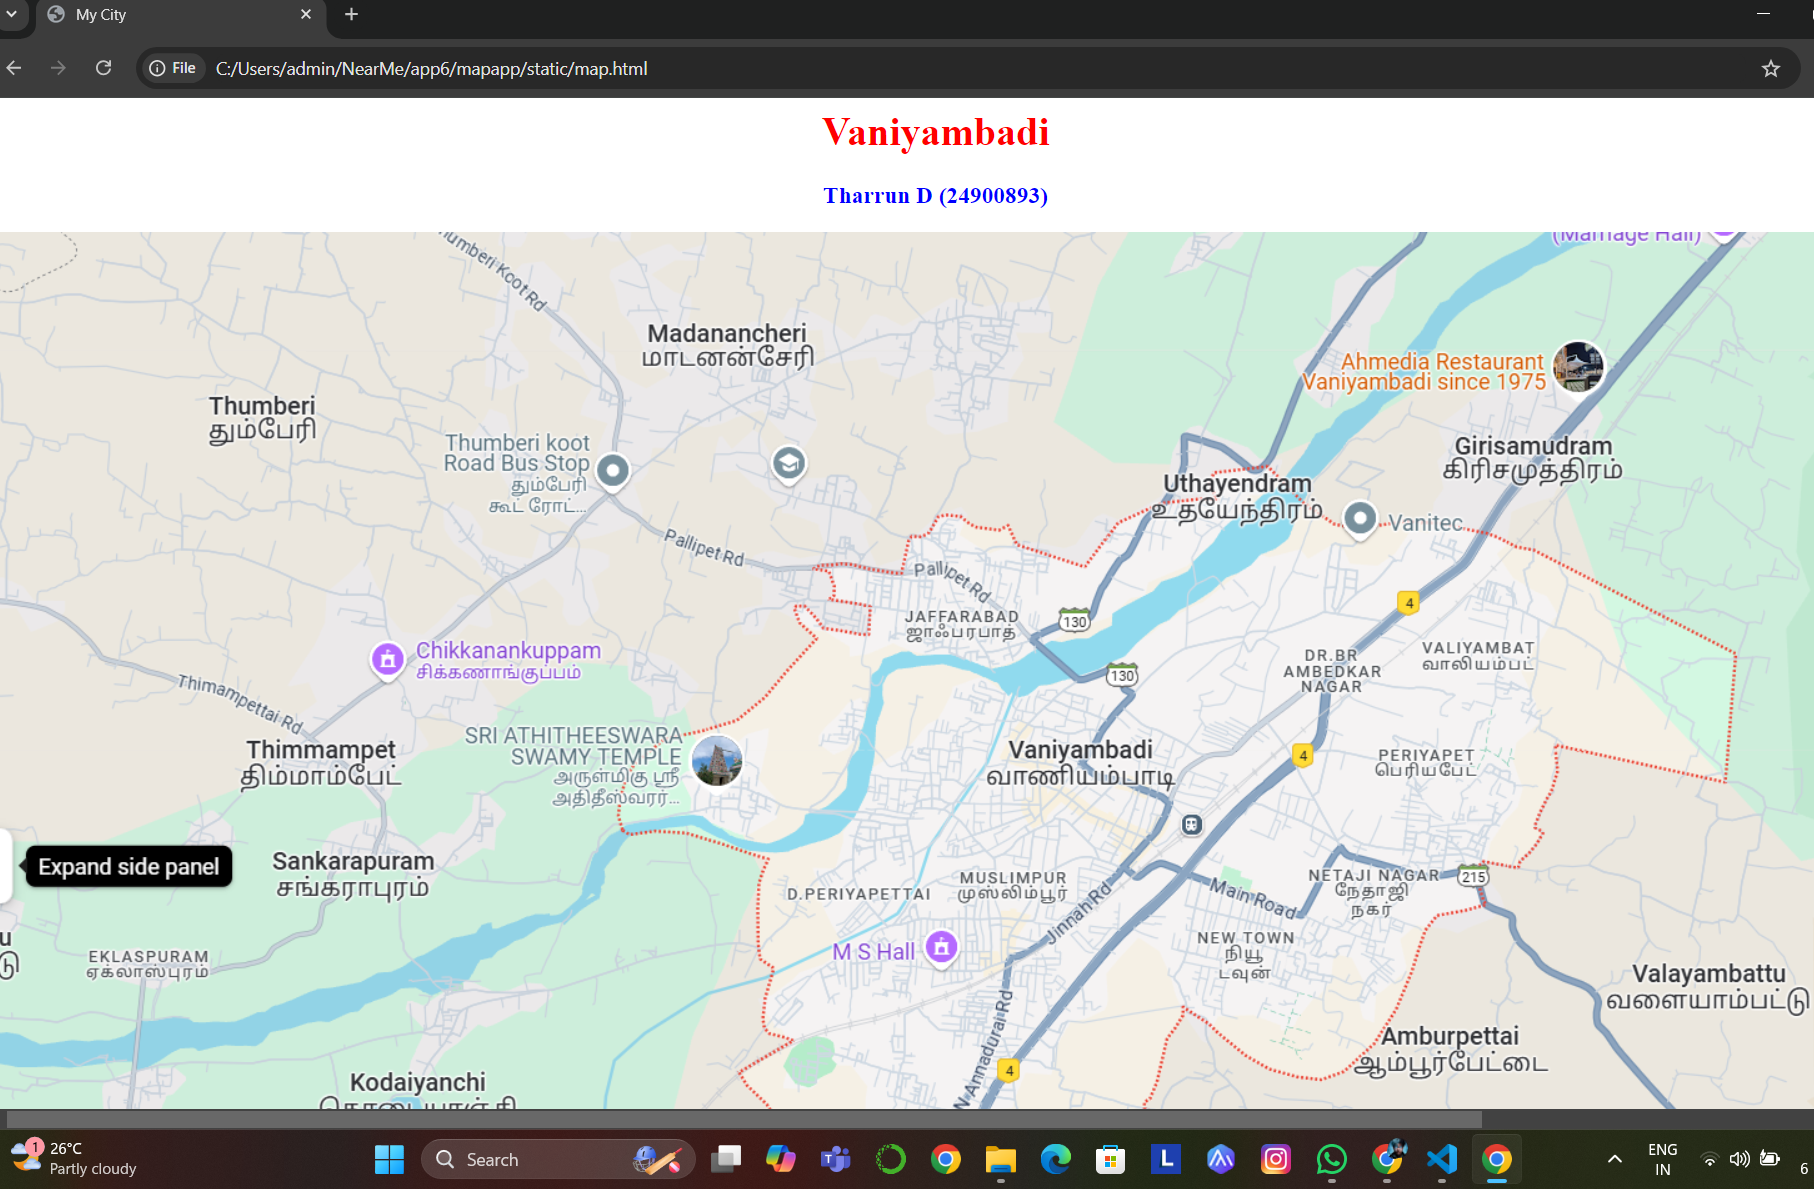 My City
File
C:/Users/admin/NearMe/app6/mapapp/static/map.html
Vaniyambadi
Tharrun D (24900893)
(Marriage Hall)
Thumberi Koot Rd
Madanancheri
மாடனன்சேரி
Ahmedia Restaurant
Vaniyambadi since 1975
Thumberi
தும்பேரி
Thumberi koot
Road Bus Stop
தும்பேரி
கூட் ரோட்...
Girisamudram
கிரிசமுத்திரம்
Uthayendram
உதயேந்திரம்
Vanitec
Pallipet Rd
Pallipet Rd
JAFFARABAD
ஜாஃபரபாத்
130
4
Chikkanankuppam
சிக்கணாங்குப்பம்
DR.BR
AMBEDKAR
NAGAR
VALIYAMBAT
வாலியம்பட்
130
Thimampettai Rd
SRI ATHITHEESWARA
SWAMY TEMPLE
அருள்மிகு ஸ்ரீ
அதிதீஸ்வரர்...
Thimmampet
திம்மாம்பேட்
Vaniyambadi
வாணியம்பாடி
4
PERIYAPET
பெரியபேட்
Expand side panel
Sankarapuram
சங்கராபுரம்
D.PERIYAPETTAI
MUSLIMPUR
முஸ்லிம்பூர்
Jinnah Rd
Main Road
NETAJI NAGAR
நேதாஜி
நகர்
215
EKLASPURAM
ஏக்லாஸ்புரம்
M S Hall
NEW TOWN
நியூ
டவுன்
Valayambattu
வளையாம்பட்டு
N Annadurai Rd
4
Amburpettai
ஆம்பூர்பேட்டை
Kodaiyanchi
கொடையாஞ்சி
1
26°C
Partly cloudy
Search
ENG
IN
6